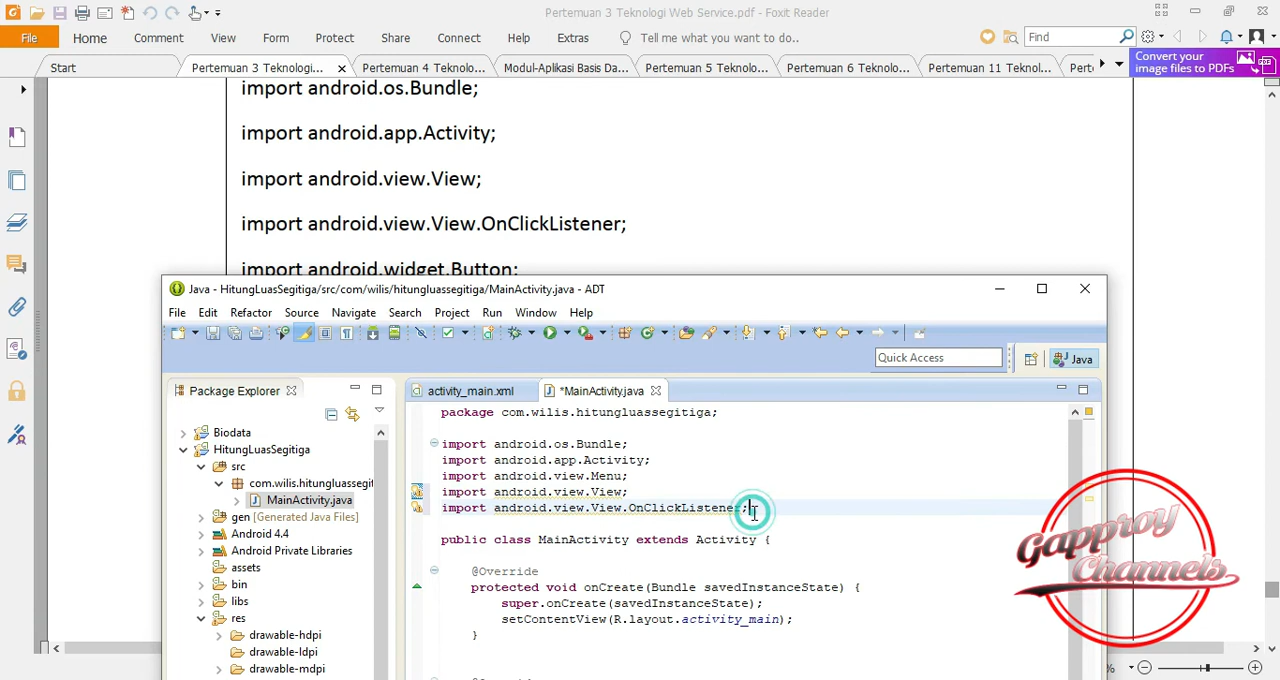 Pertemuan 3 Teknologi Web Service.pdf - Foxit Reader
File Home Comment View Form Protect Share Connect Help Extras Tell me what you want to do.. Find
Start Pertemuan 3 Teknologi... Pertemuan 4 Teknolo... Modul-Aplikasi Basis Da... Pertemuan 5 Teknolo... Pertemuan 6 Teknolo... Pertemuan 11 Teknol... Perte
Convert your
image files to PDFs
import android.os.Bundle;
import android.app.Activity;
import android.view.View;
import android.view.View.OnClickListener;
import android.widget.Button;
Java - HitungLuasSegitiga/src/com/wilis/hitungluassegitiga/MainActivity.java - ADT
File Edit Refactor Source Navigate Search Project Run Window Help
Quick Access
Java
Package Explorer
Biodata
HitungLuasSegitiga
src
com.wilis.hitungluassegit
MainActivity.java
gen [Generated Java Files]
Android 4.4
Android Private Libraries
assets
bin
libs
res
drawable-hdpi
drawable-ldpi
drawable-mdpi
activity_main.xml *MainActivity.java
package com.wilis.hitungluassegitiga;
import android.os.Bundle;
import android.app.Activity;
import android.view.Menu;
import android.view.View;
import android.view.View.OnClickListener;
public class MainActivity extends Activity {
@Override
protected void onCreate(Bundle savedInstanceState) {
super.onCreate(savedInstanceState);
setContentView(R.layout.activity_main);
}
Gapproy
Channels
%